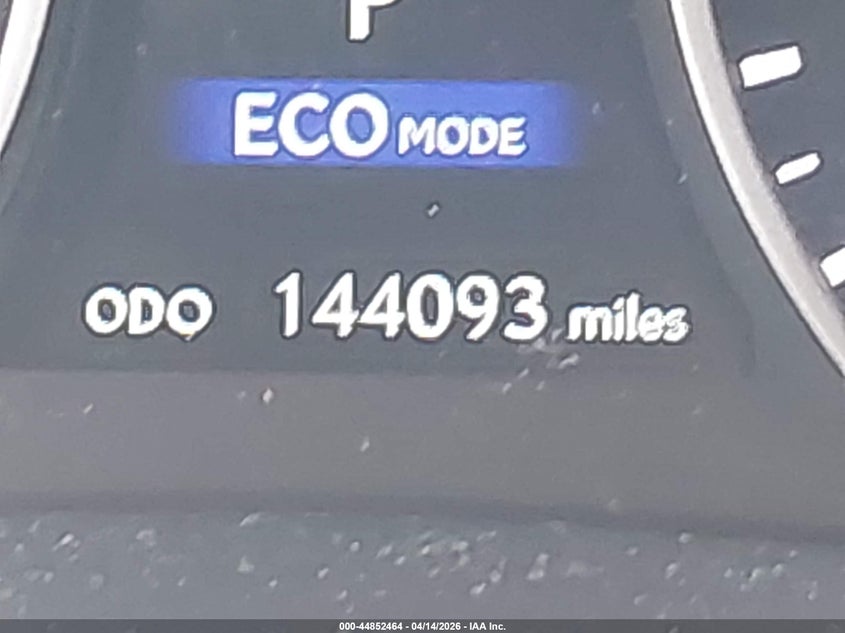 P
ECO MODE
ODO 144093 miles
000-44852464 - 04/14/2026 - IAA Inc.